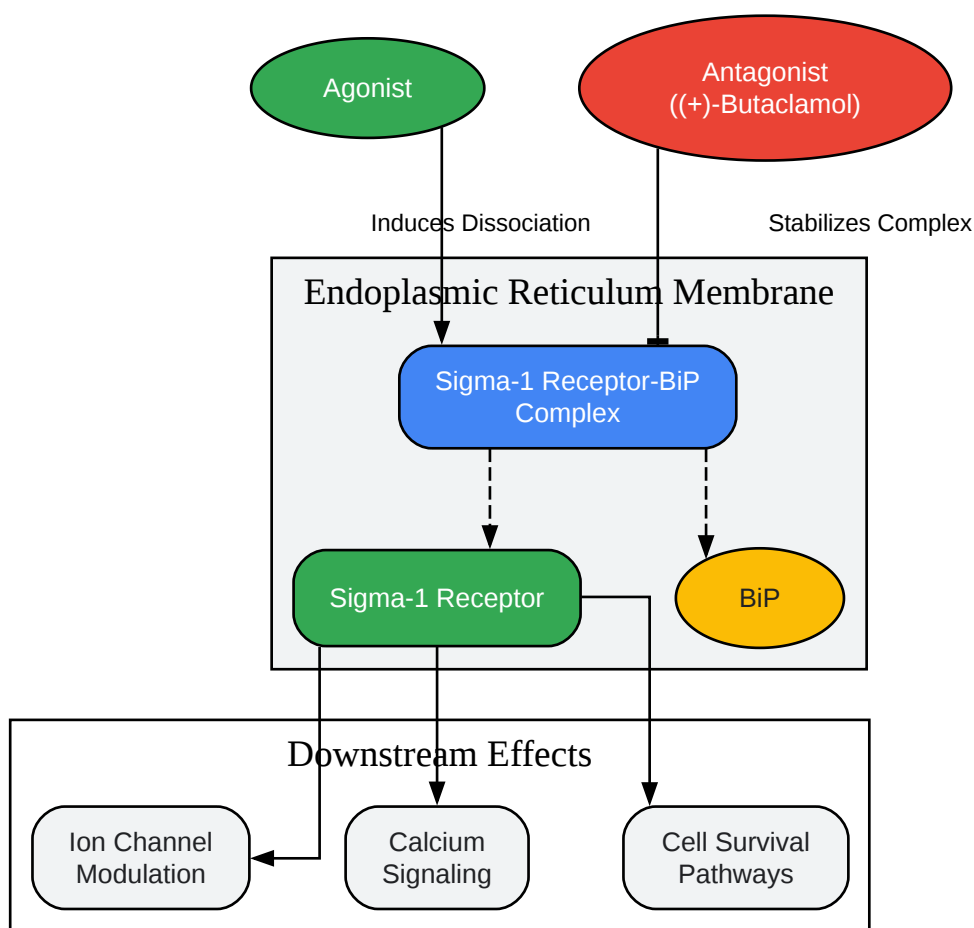 Agonist
Antagonist
((+)-Butaclamol)
Induces Dissociation
Stabilizes Complex
Endoplasmic Reticulum Membrane
Sigma-1 Receptor-BiP
Complex
Sigma-1 Receptor
BiP
Downstream Effects
Ion Channel
Modulation
Calcium
Signaling
Cell Survival
Pathways